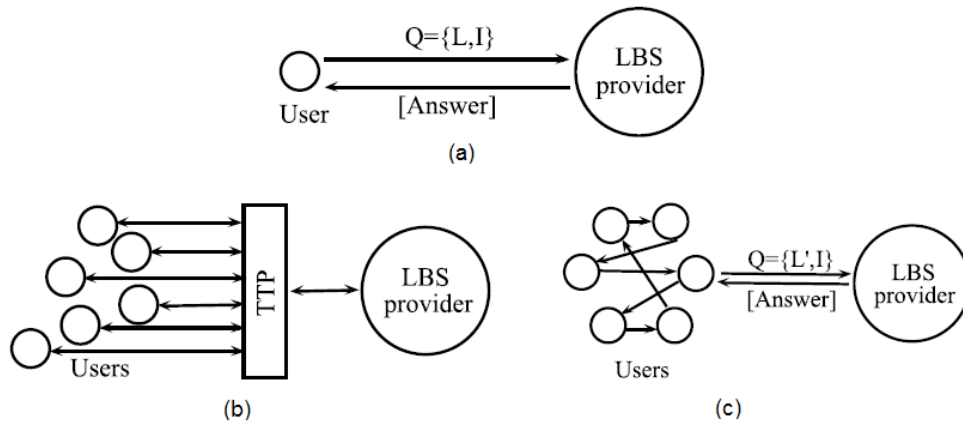 Q={L,I}
User
[Answer]
LBS
provider
(a)
TTP
LBS
provider
Users
(b)
Q={L',I}
[Answer]
LBS
provider
Users
(c)